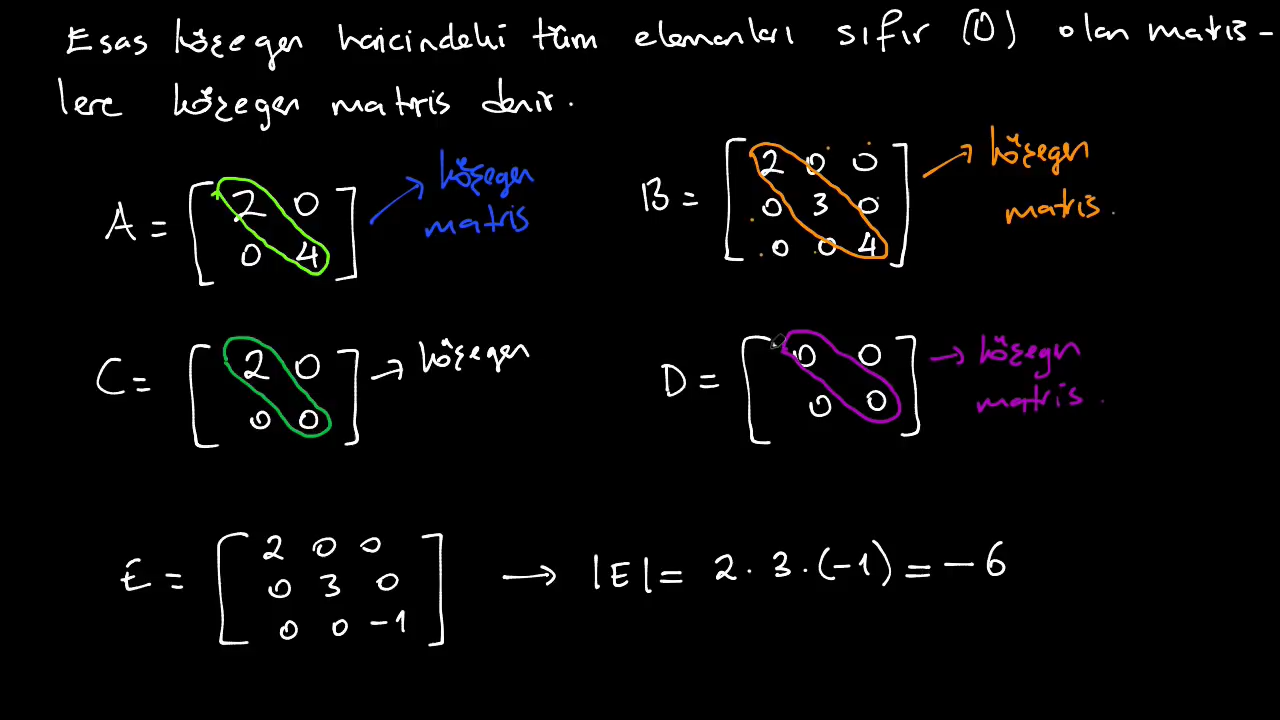 Esas köşegen haricindeki tüm elemanları sıfır (0) olan matris-
lere köşegen matris denir.
A = [ 2 0 → köşegen
0 4 ] matris
B = [ 2 0 0 → köşegen
0 3 0 matris.
0 0 4 ]
C = [ 2 0 → köşegen
0 0 ]
D = [ 0 0 → köşegen
0 0 ] matris.
E = [ 2 0 0
0 3 0 → |E| = 2 . 3 . (-1) = -6
0 0 -1 ]